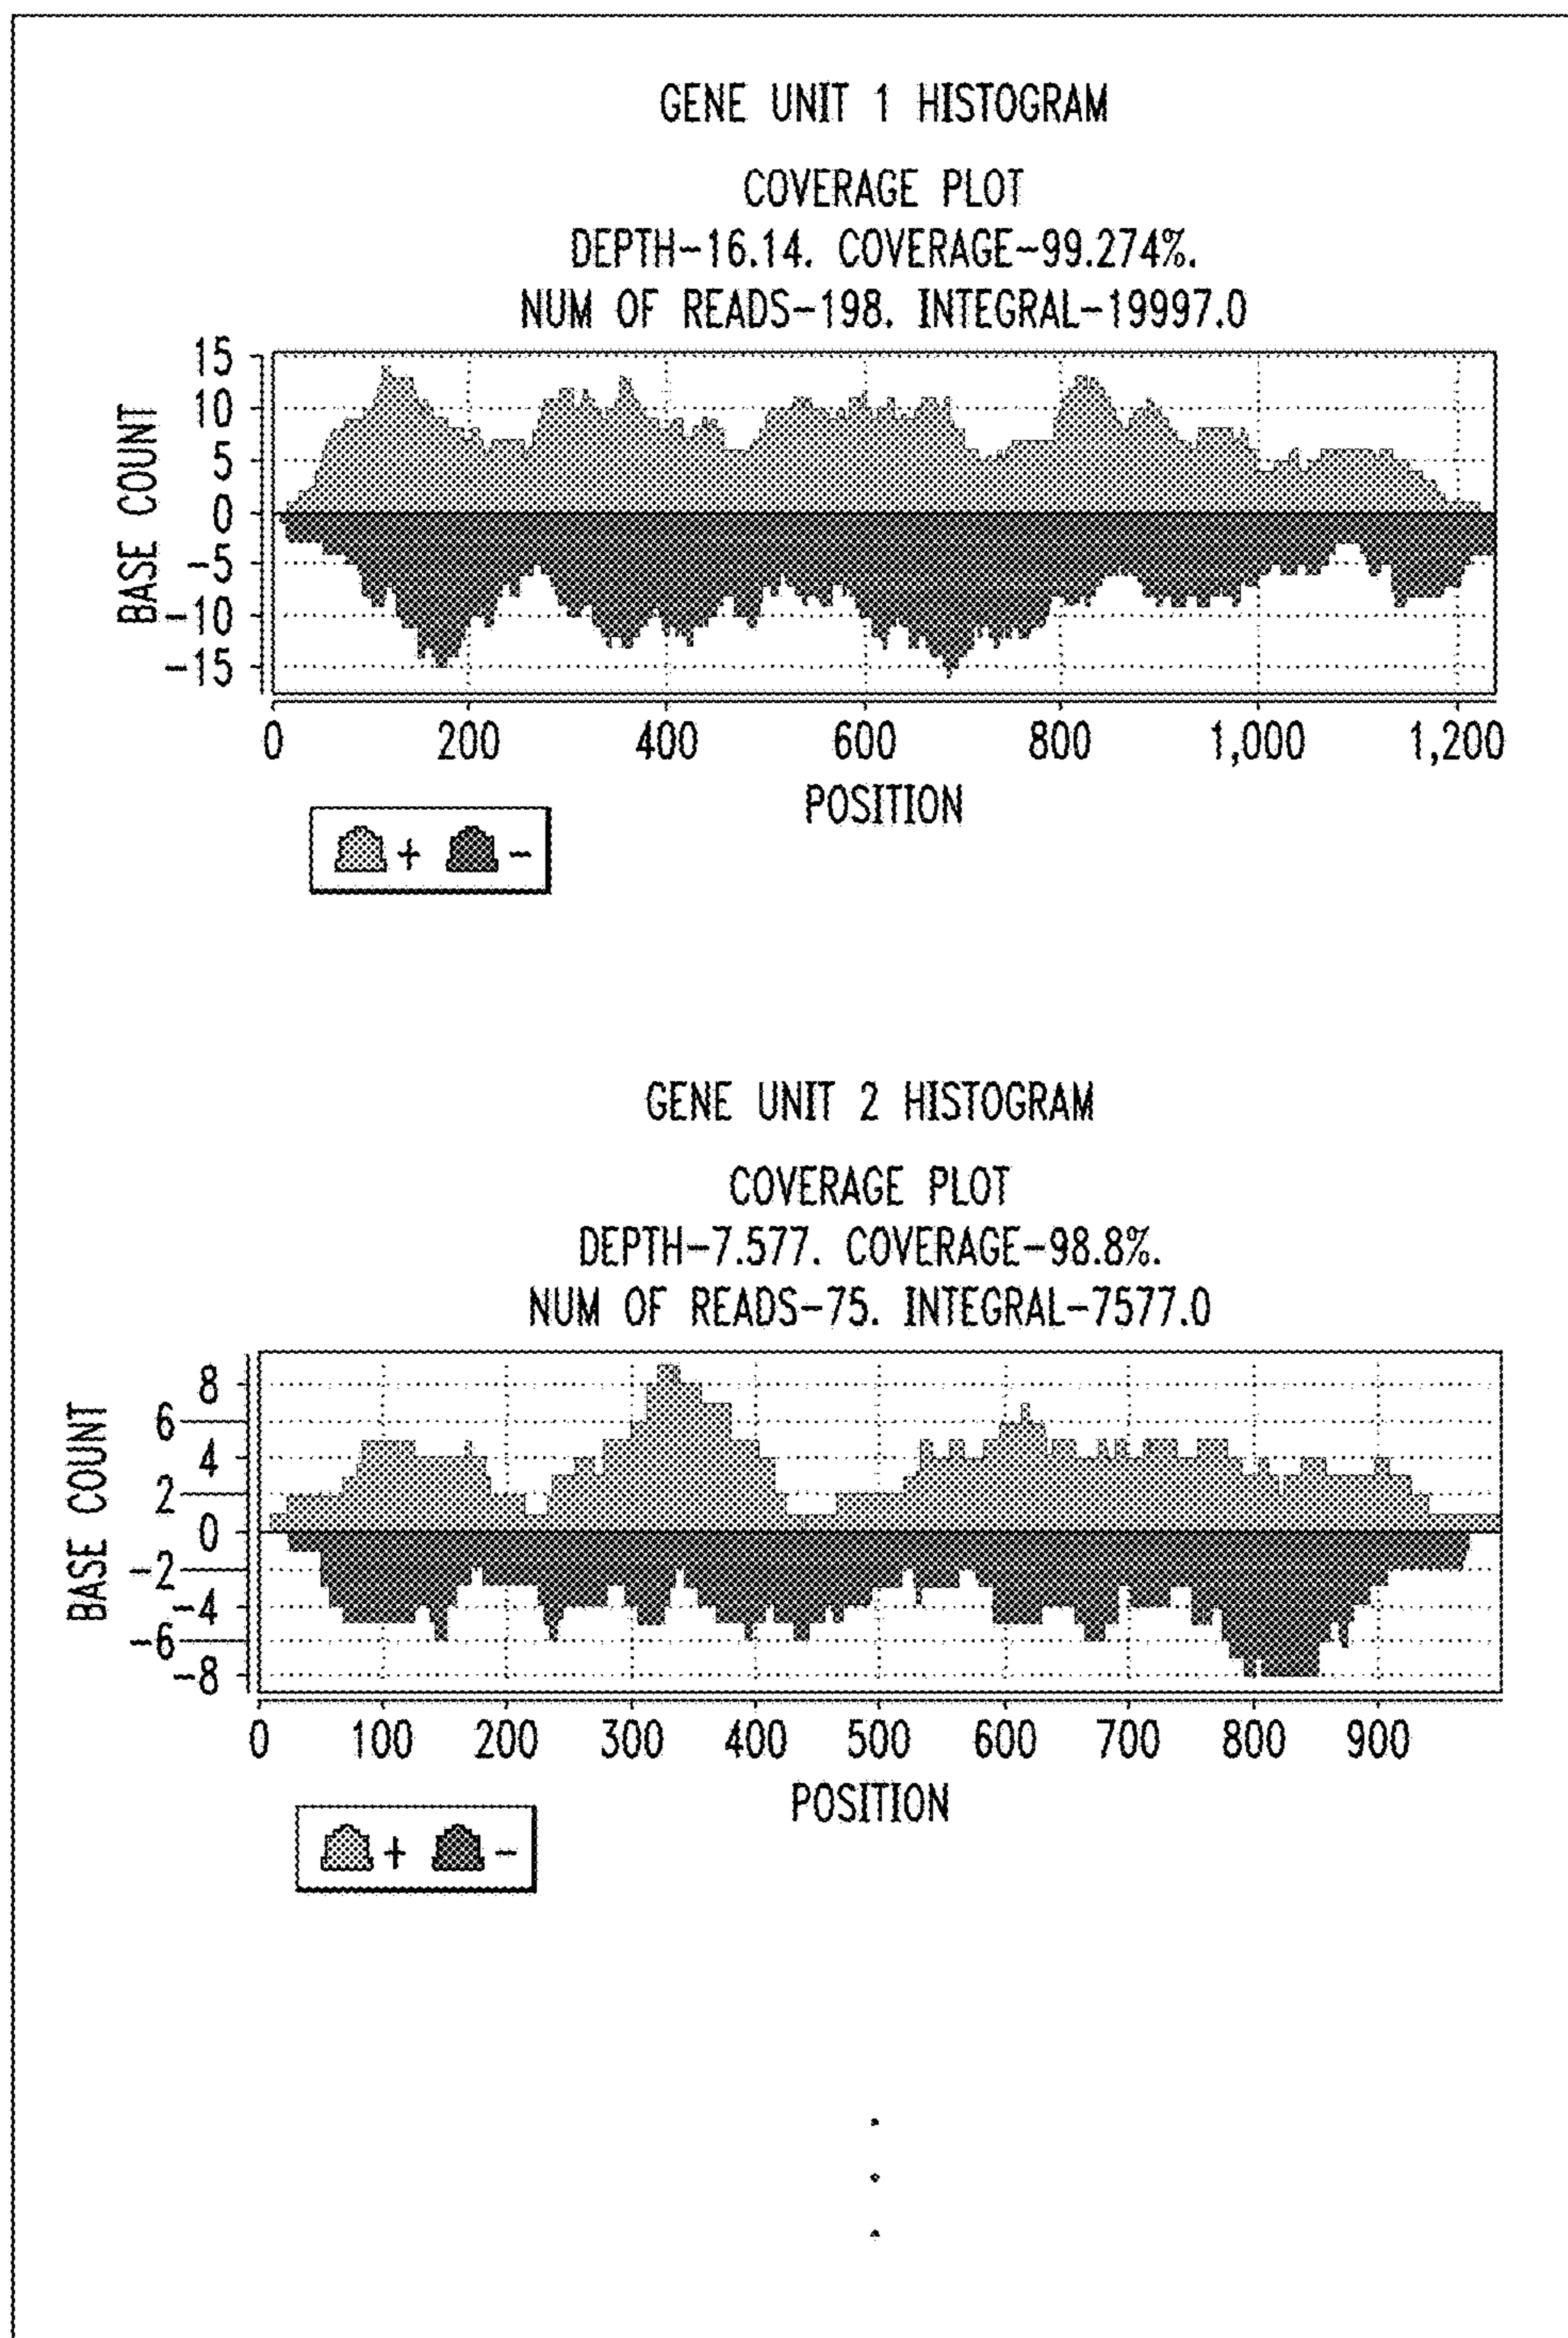 GENE UNIT 1 HISTOGRAM
COVERAGE PLOT
DEPTH-16.14. COVERAGE-99.274%.
NUM OF READS-198. INTEGRAL-19997.0
BASE COUNT
15
10
5
0
-5
-10
-15
0 200 400 600 800 1,000 1,200
POSITION
+ -
GENE UNIT 2 HISTOGRAM
COVERAGE PLOT
DEPTH-7.577. COVERAGE-98.8%.
NUM OF READS-75. INTEGRAL-7577.0
BASE COUNT
8
6
4
2
0
-2
-4
-6
-8
0 100 200 300 400 500 600 700 800 900
POSITION
+ -